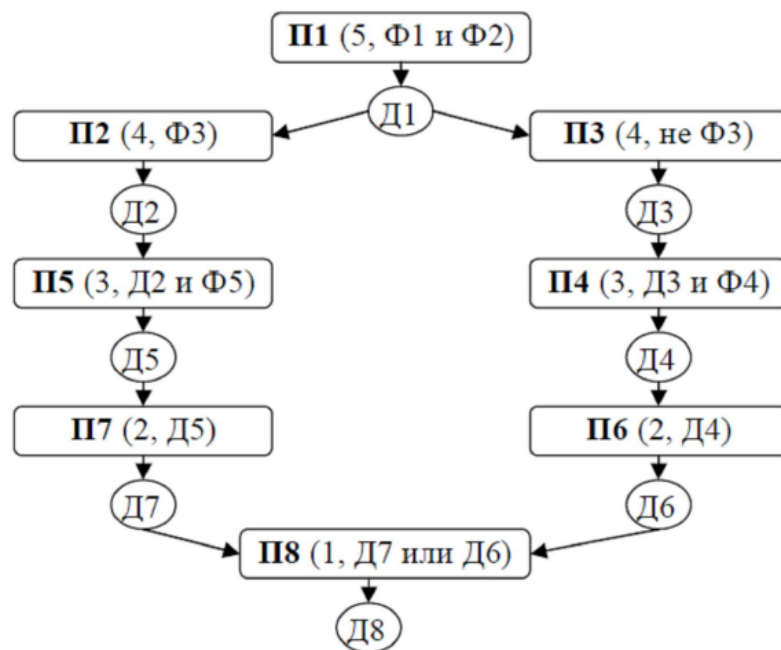 П1 (5, Ф1 и Ф2)
Д1
П2 (4, Ф3)
П3 (4, не Ф3)
Д2
Д3
П5 (3, Д2 и Ф5)
П4 (3, Д3 и Ф4)
Д5
Д4
П7 (2, Д5)
П6 (2, Д4)
Д7
Д6
П8 (1, Д7 или Д6)
Д8